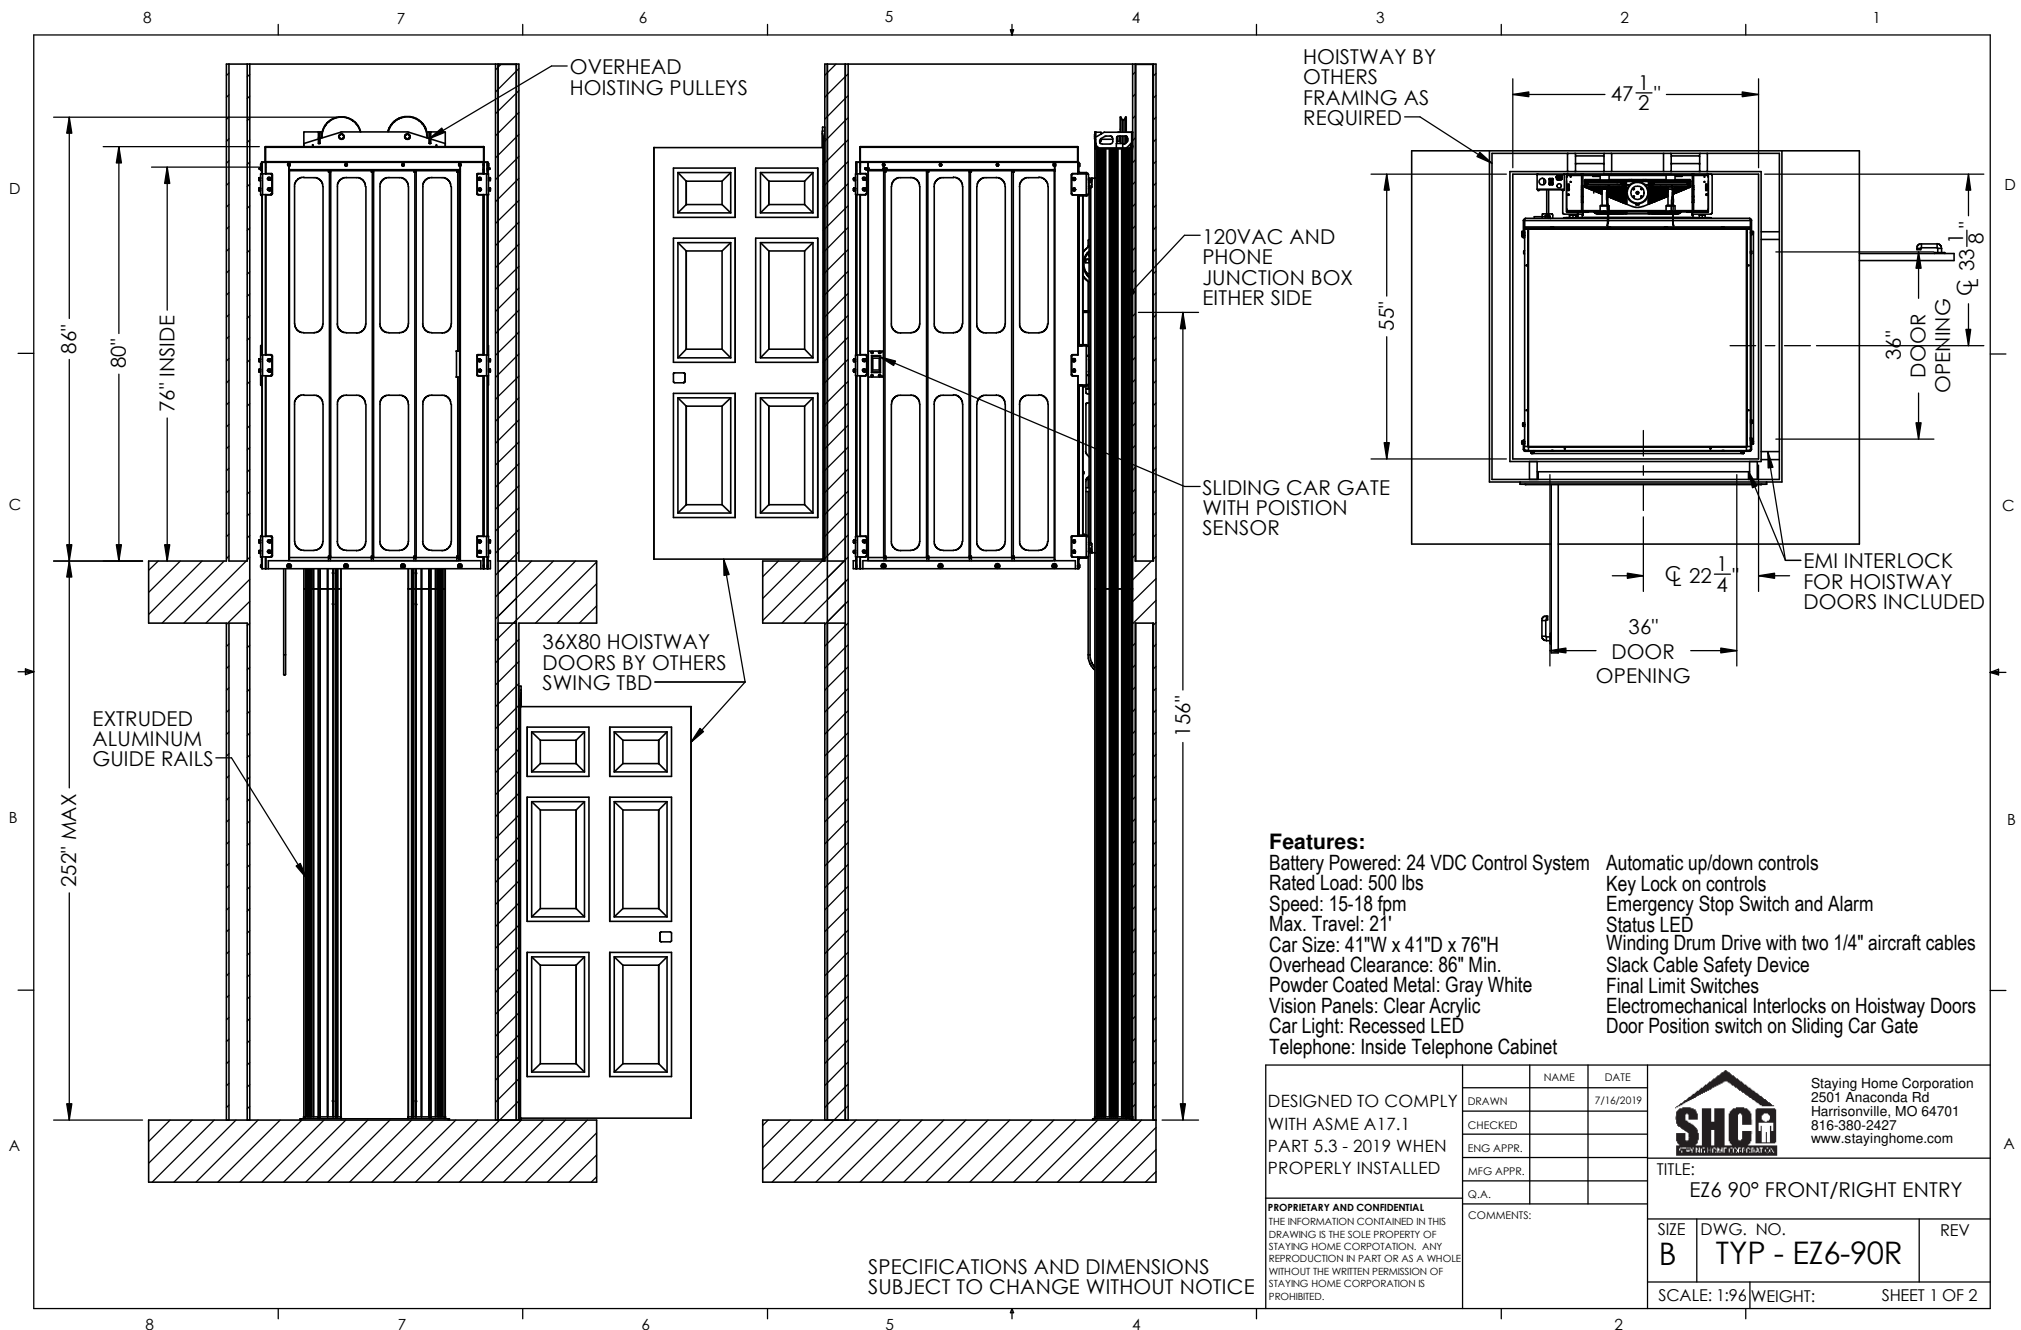 8 7 6 5 4 3 2 1
OVERHEAD
HOISTING PULLEYS
HOISTWAY BY
OTHERS
FRAMING AS
REQUIRED
47 1/2"
D
D
86"
80"
76" INSIDE
120VAC AND
PHONE
JUNCTION BOX
EITHER SIDE
55"
℄ 33 1/8"
36"
DOOR
OPENING
C
C
SLIDING CAR GATE
WITH POISTION
SENSOR
EMI INTERLOCK
FOR HOISTWAY
DOORS INCLUDED
℄ 22 1/4"
36"
DOOR
OPENING
36X80 HOISTWAY
DOORS BY OTHERS
SWING TBD
EXTRUDED
ALUMINUM
GUIDE RAILS
156"
252" MAX
B
B
Features:
Battery Powered: 24 VDC Control System
Rated Load: 500 lbs
Speed: 15-18 fpm
Max. Travel: 21'
Car Size: 41"W x 41"D x 76"H
Overhead Clearance: 86" Min.
Powder Coated Metal: Gray White
Vision Panels: Clear Acrylic
Car Light: Recessed LED
Telephone: Inside Telephone Cabinet
Automatic up/down controls
Key Lock on controls
Emergency Stop Switch and Alarm
Status LED
Winding Drum Drive with two 1/4" aircraft cables
Slack Cable Safety Device
Final Limit Switches
Electromechanical Interlocks on Hoistway Doors
Door Position switch on Sliding Car Gate
A
A
DESIGNED TO COMPLY
WITH ASME A17.1
PART 5.3 - 2019 WHEN
PROPERLY INSTALLED
PROPRIETARY AND CONFIDENTIAL
THE INFORMATION CONTAINED IN THIS
DRAWING IS THE SOLE PROPERTY OF
STAYING HOME CORPOTATION. ANY
REPRODUCTION IN PART OR AS A WHOLE
WITHOUT THE WRITTEN PERMISSION OF
STAYING HOME CORPORATION IS
PROHIBITED.
NAME DATE
DRAWN 7/16/2019
CHECKED
ENG APPR.
MFG APPR.
Q.A.
COMMENTS:
SHC
STAYING HOME CORPORATION
Staying Home Corporation
2501 Anaconda Rd
Harrisonville, MO 64701
816-380-2427
www.stayinghome.com
TITLE:
EZ6 90° FRONT/RIGHT ENTRY
SIZE
B
DWG. NO.
TYP - EZ6-90R
REV
SCALE: 1:96 WEIGHT: SHEET 1 OF 2
SPECIFICATIONS AND DIMENSIONS
SUBJECT TO CHANGE WITHOUT NOTICE
8 7 6 5 4 2